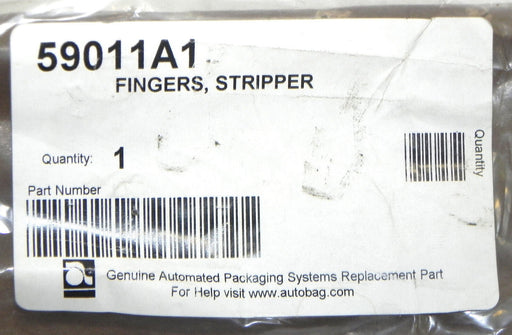 59011A1
FINGERS, STRIPPER
Quantity: 1
Quantity
Part Number
Genuine Automated Packaging Systems Replacement Part
For Help visit www.autobag.com